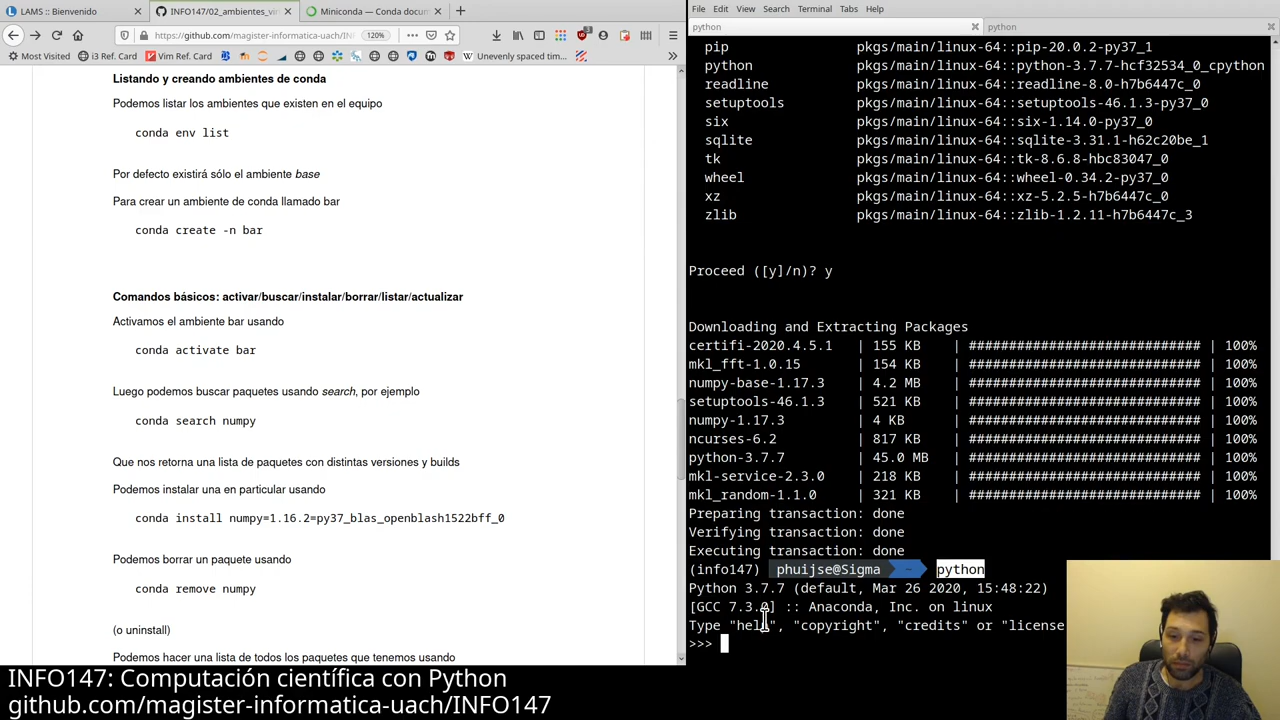 LAMS :: Bienvenido
INFO147/02_ambientes_vir
Miniconda — Conda docum
https://github.com/magister-informatica-uach/IN
120%
Most Visited
i3 Ref. Card
Vim Ref. Card
Unevenly spaced tim…
Listando y creando ambientes de conda
Podemos listar los ambientes que existen en el equipo
conda env list
Por defecto existirá sólo el ambiente base
Para crear un ambiente de conda llamado bar
conda create -n bar
Comandos básicos: activar/buscar/instalar/borrar/listar/actualizar
Activamos el ambiente bar usando
conda activate bar
Luego podemos buscar paquetes usando search, por ejemplo
conda search numpy
Que nos retorna una lista de paquetes con distintas versiones y builds
Podemos instalar una en particular usando
conda install numpy=1.16.2=py37_blas_openblash1522bff_0
Podemos borrar un paquete usando
conda remove numpy
(o uninstall)
Podemos hacer una lista de todos los paquetes que tenemos usando
File Edit View Search Terminal Tabs Help
python
python
pip pkgs/main/linux-64::pip-20.0.2-py37_1
python pkgs/main/linux-64::python-3.7.7-hcf32534_0_cpython
readline pkgs/main/linux-64::readline-8.0-h7b6447c_0
setuptools pkgs/main/linux-64::setuptools-46.1.3-py37_0
six pkgs/main/linux-64::six-1.14.0-py37_0
sqlite pkgs/main/linux-64::sqlite-3.31.1-h62c20be_1
tk pkgs/main/linux-64::tk-8.6.8-hbc83047_0
wheel pkgs/main/linux-64::wheel-0.34.2-py37_0
xz pkgs/main/linux-64::xz-5.2.5-h7b6447c_0
zlib pkgs/main/linux-64::zlib-1.2.11-h7b6447c_3
Proceed ([y]/n)? y
Downloading and Extracting Packages
certifi-2020.4.5.1 | 155 KB | ############################# | 100%
mkl_fft-1.0.15 | 154 KB | ############################# | 100%
numpy-base-1.17.3 | 4.2 MB | ############################# | 100%
setuptools-46.1.3 | 521 KB | ############################# | 100%
numpy-1.17.3 | 4 KB | ############################# | 100%
ncurses-6.2 | 817 KB | ############################# | 100%
python-3.7.7 | 45.0 MB | ############################# | 100%
mkl-service-2.3.0 | 218 KB | ############################# | 100%
mkl_random-1.1.0 | 321 KB | ############################# | 100%
Preparing transaction: done
Verifying transaction: done
Executing transaction: done
(info147) phuijse@Sigma ~ python
Python 3.7.7 (default, Mar 26 2020, 15:48:22)
[GCC 7.3.0] :: Anaconda, Inc. on linux
Type "help", "copyright", "credits" or "license
>>>
INFO147: Computación científica con Python
github.com/magister-informatica-uach/INFO147